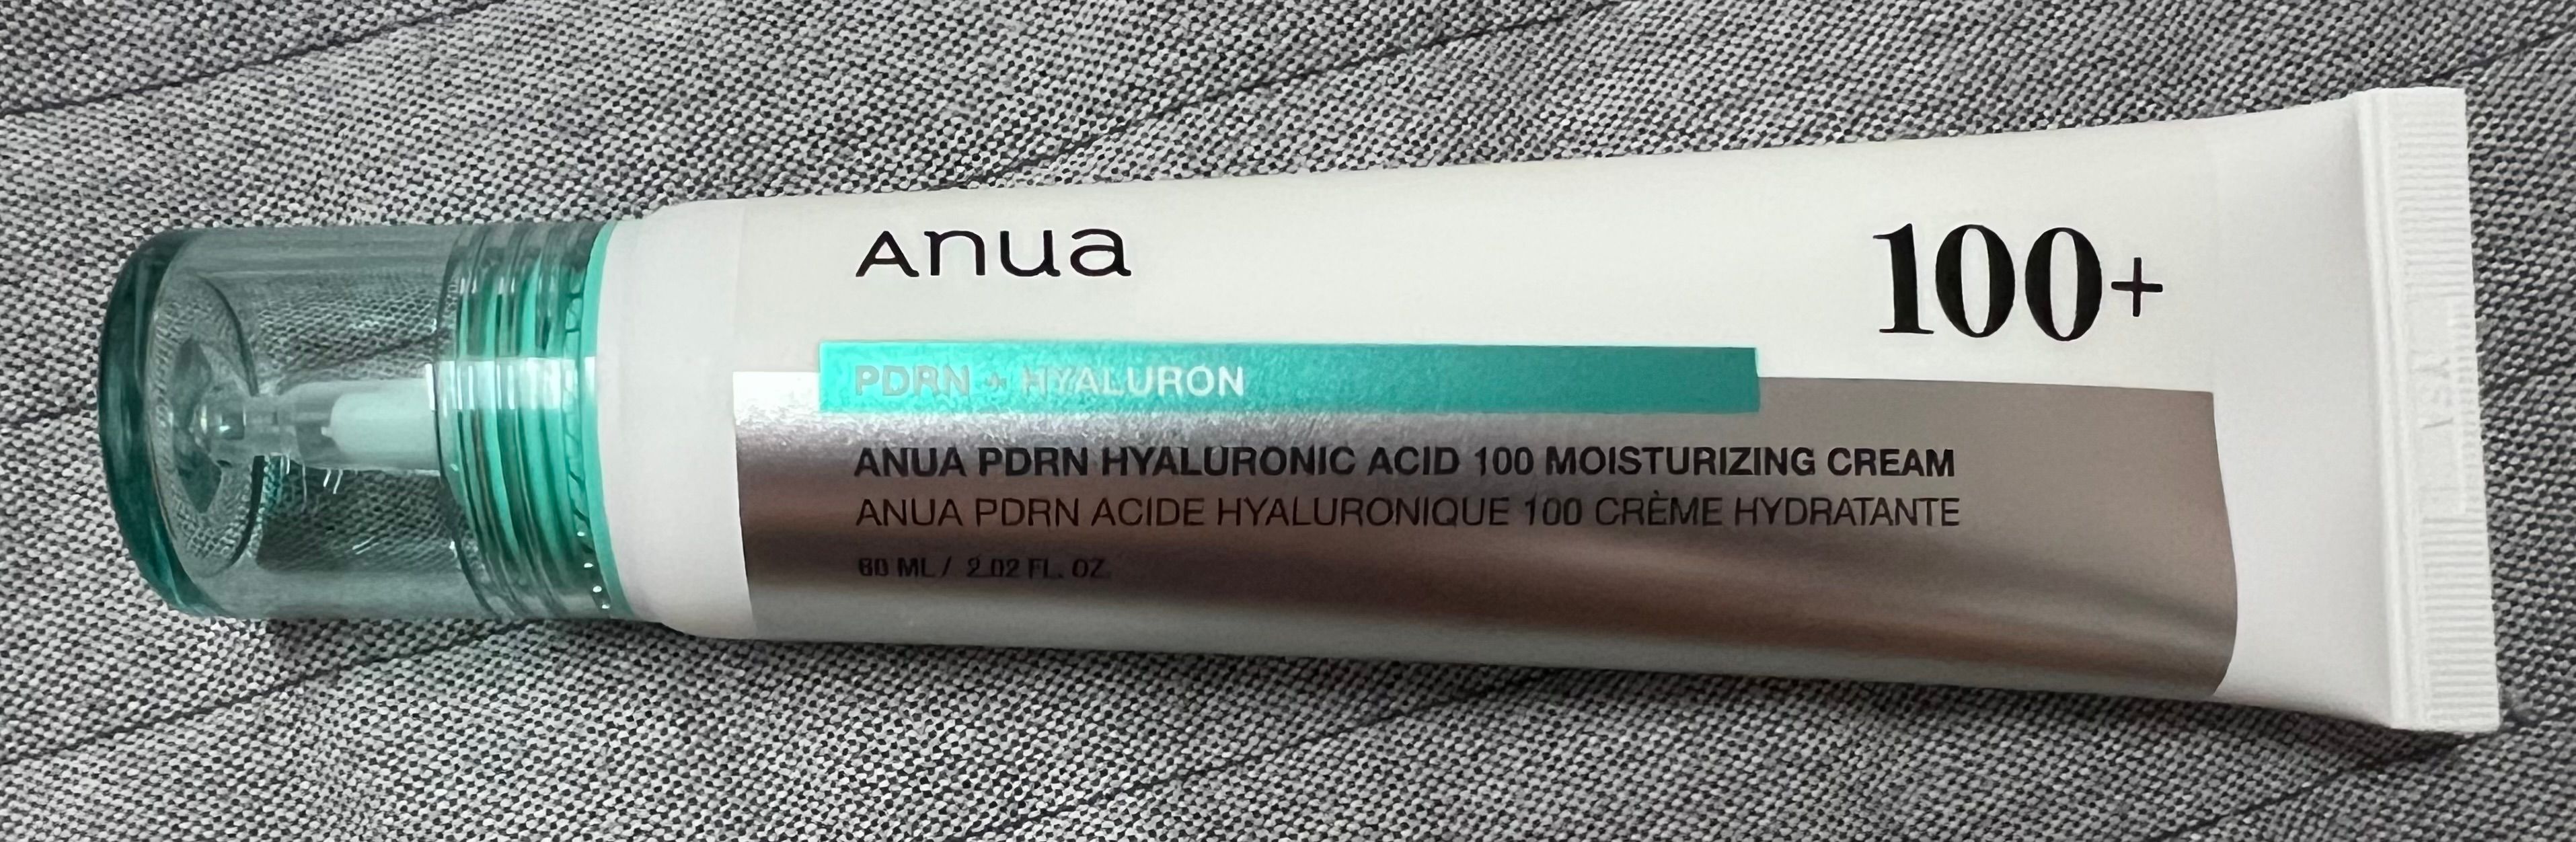 Anua
100+
PDRN + HYALURON
ANUA PDRN HYALURONIC ACID 100 MOISTURIZING CREAM
ANUA PDRN ACIDE HYALURONIQUE 100 CRÈME HYDRATANTE
60 ML / 2.02 FL. OZ.